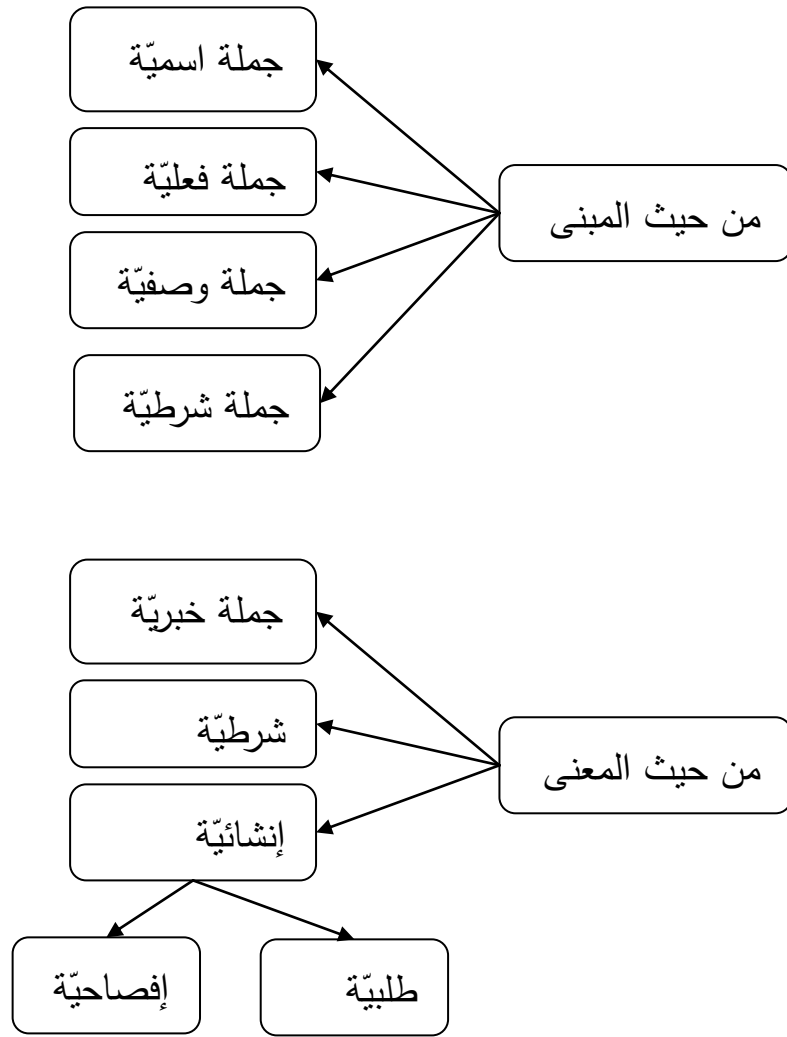 من حيث المبنى
جملة اسميّة
جملة فعليّة
جملة وصفيّة
جملة شرطيّة
من حيث المعنى
جملة خبريّة
شرطيّة
إنشائيّة
طلبيّة
إفصاحيّة